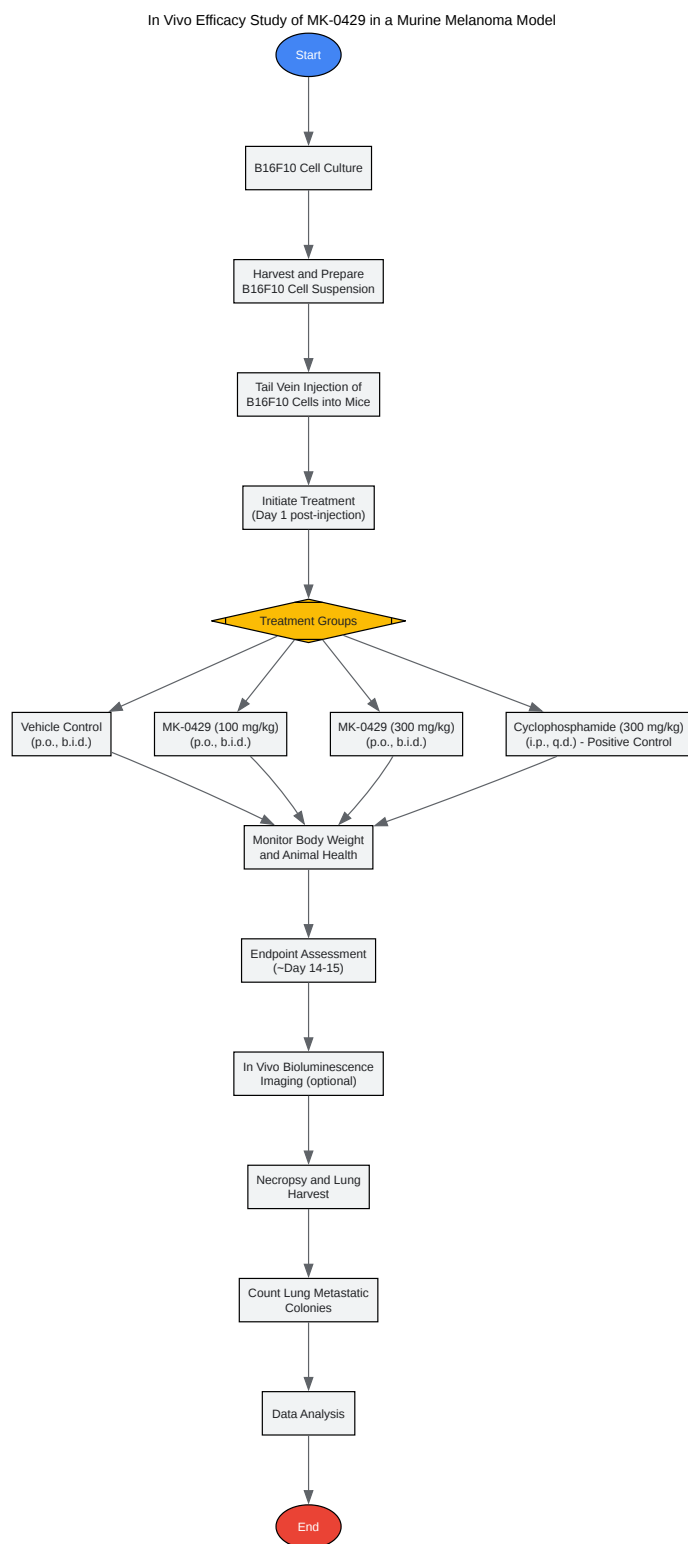 In Vivo Efficacy Study of MK-0429 in a Murine Melanoma Model
Start
B16F10 Cell Culture
Harvest and Prepare
B16F10 Cell Suspension
Tail Vein Injection of
B16F10 Cells into Mice
Initiate Treatment
(Day 1 post-injection)
Treatment Groups
Vehicle Control
(p.o., b.i.d.)
MK-0429 (100 mg/kg)
(p.o., b.i.d.)
MK-0429 (300 mg/kg)
(p.o., b.i.d.)
Cyclophosphamide (300 mg/kg)
(i.p., q.d.) - Positive Control
Monitor Body Weight
and Animal Health
Endpoint Assessment
(~Day 14-15)
In Vivo Bioluminescence
Imaging (optional)
Necropsy and Lung
Harvest
Count Lung Metastatic
Colonies
Data Analysis
End